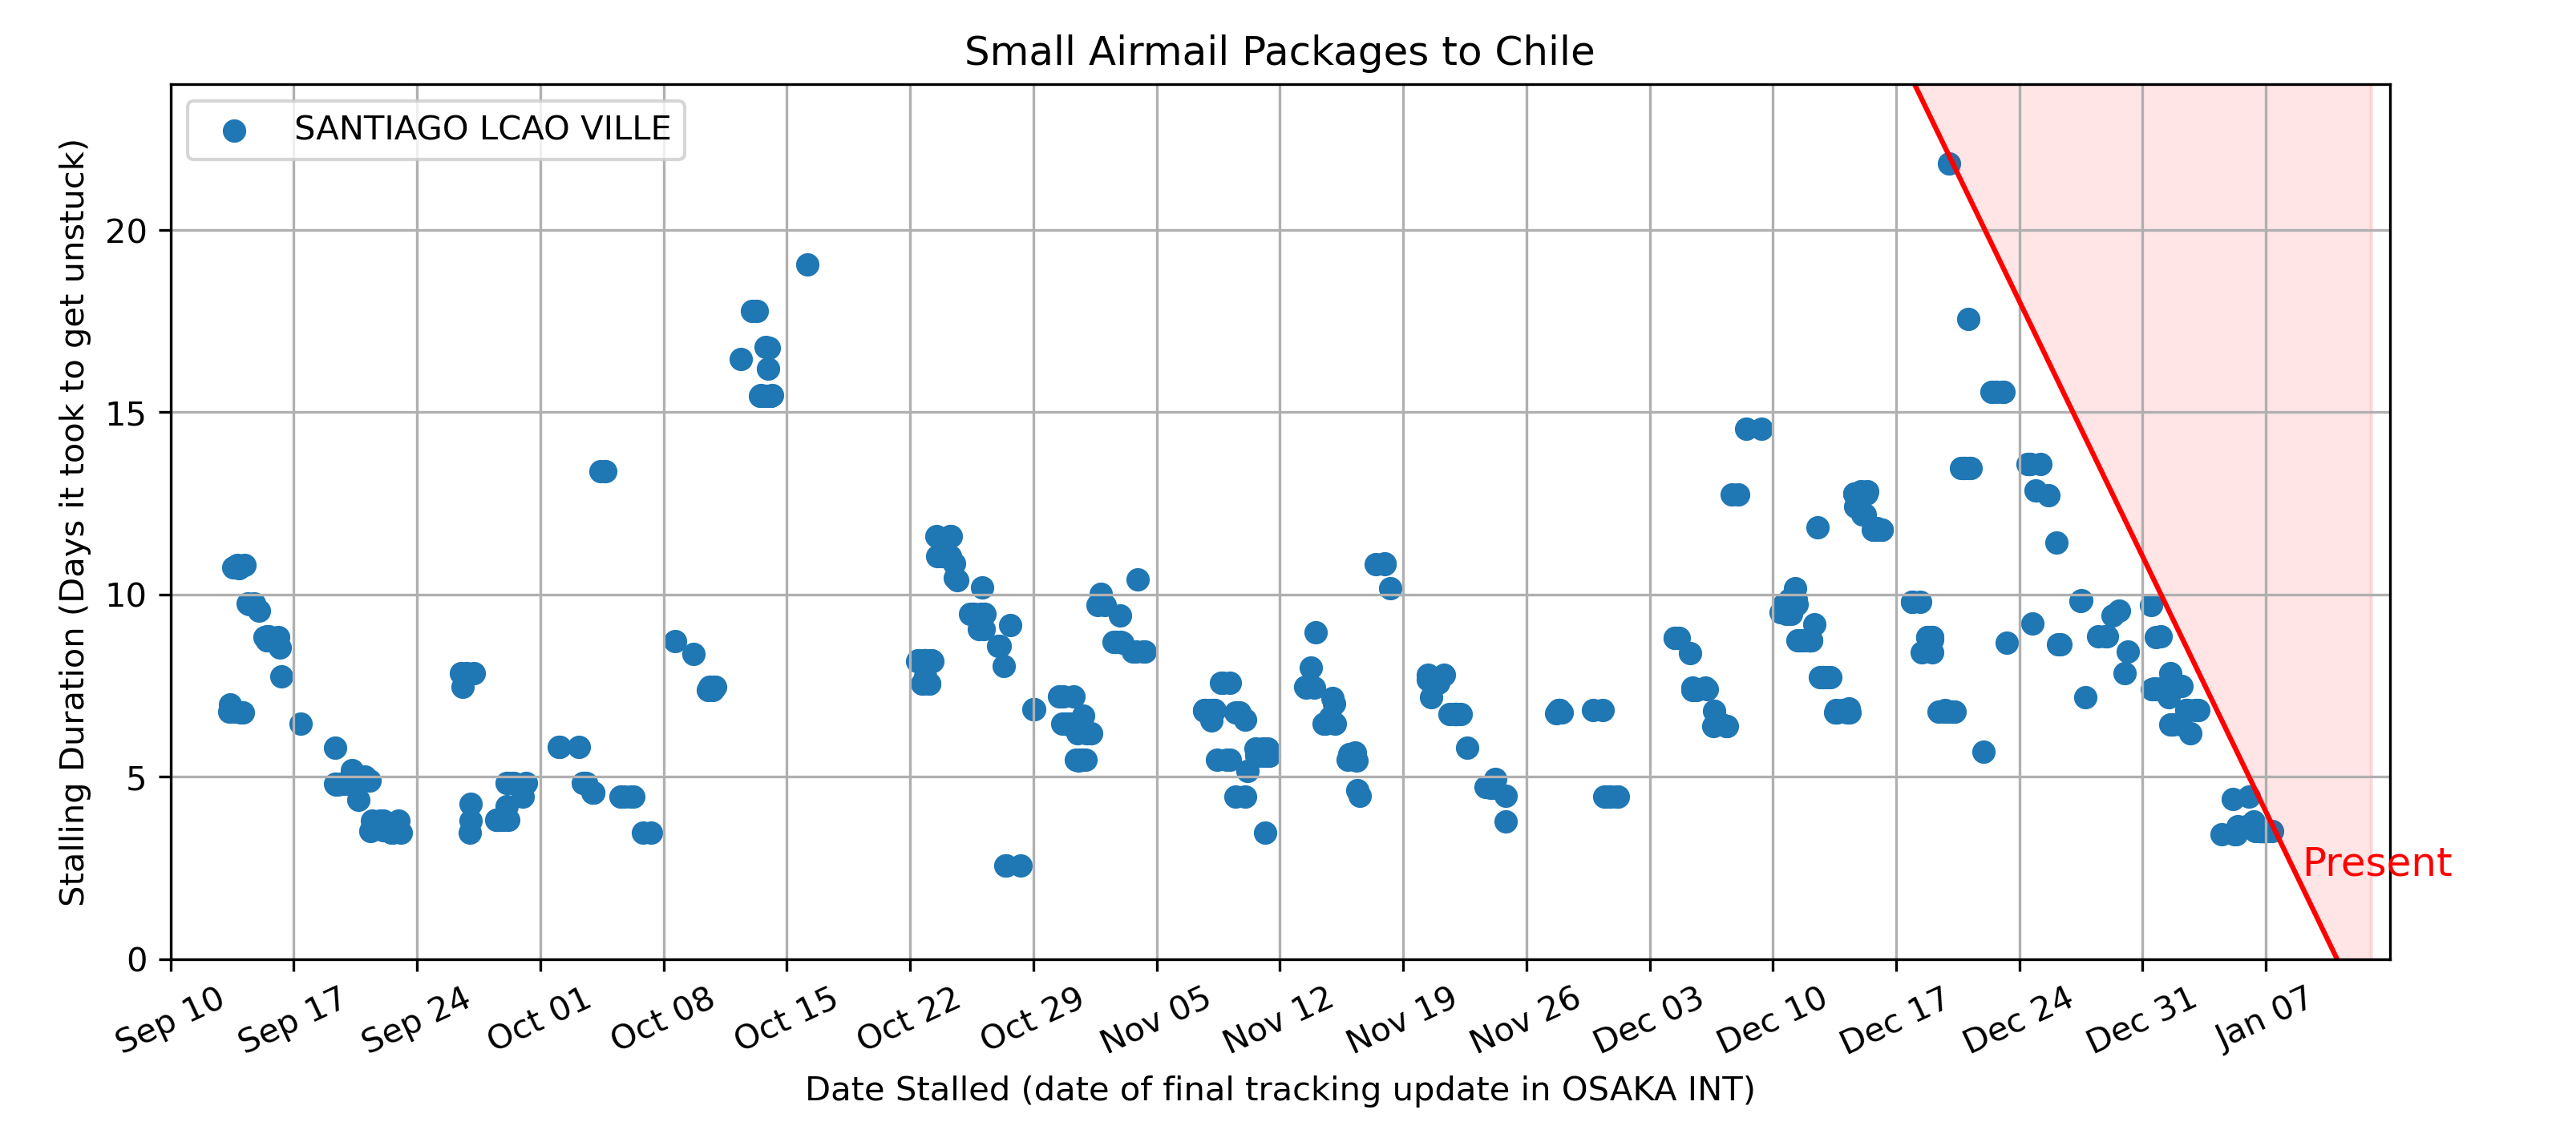 Small Airmail Packages to Chile
SANTIAGO LCAO VILLE
Stalling Duration (Days it took to get unstuck)
20
15
10
5
0
Present
Sep 10
Sep 17
Sep 24
Oct 01
Oct 08
Oct 15
Oct 22
Oct 29
Nov 05
Nov 12
Nov 19
Nov 26
Dec 03
Dec 10
Dec 17
Dec 24
Dec 31
Jan 07
Date Stalled (date of final tracking update in OSAKA INT)